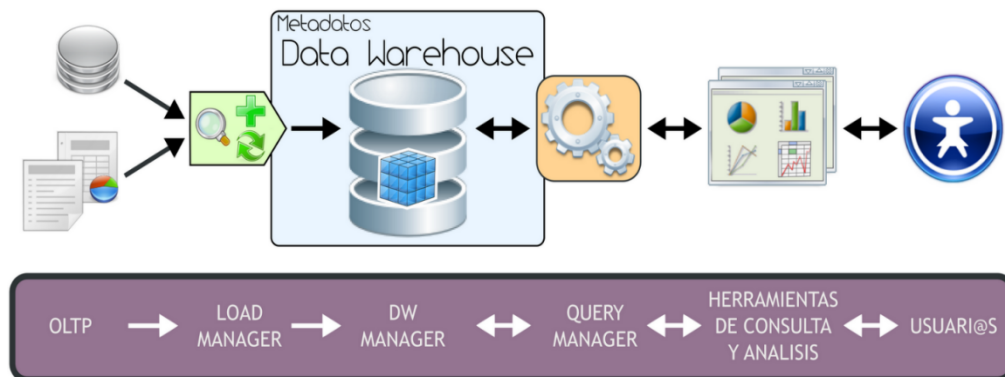 Metadatos
Data Warehouse
OLTP
LOAD
MANAGER
DW
MANAGER
QUERY
MANAGER
HERRAMIENTAS
DE CONSULTA
Y ANALISIS
USUARI@S